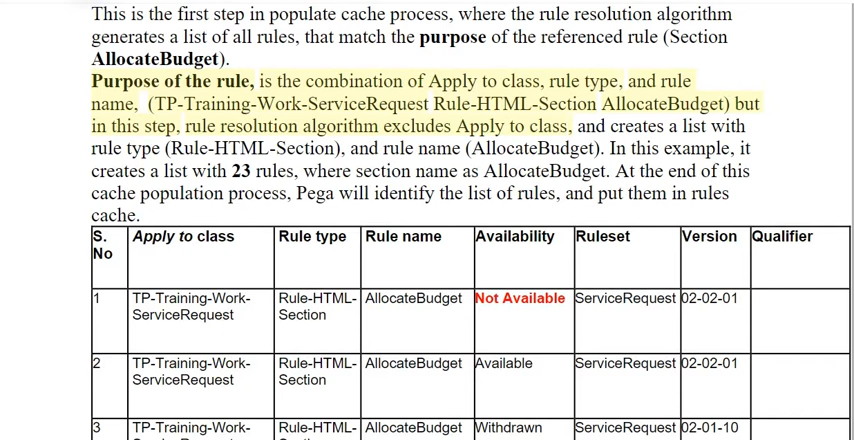 This is the first step in populate cache process, where the rule resolution algorithm
generates a list of all rules, that match the purpose of the referenced rule (Section
AllocateBudget).
Purpose of the rule, is the combination of Apply to class, rule type, and rule
name, (TP-Training-Work-ServiceRequest Rule-HTML-Section AllocateBudget) but
in this step, rule resolution algorithm excludes Apply to class, and creates a list with
rule type (Rule-HTML-Section), and rule name (AllocateBudget). In this example, it
creates a list with 23 rules, where section name as AllocateBudget. At the end of this
cache population process, Pega will identify the list of rules, and put them in rules
cache.
S. Apply to class Rule type Rule name Availability Ruleset Version Qualifier
No
1 TP-Training-Work- Rule-HTML- AllocateBudget Not Available ServiceRequest 02-02-01
ServiceRequest Section
2 TP-Training-Work- Rule-HTML- AllocateBudget Available ServiceRequest 02-02-01
ServiceRequest Section
3 TP-Training-Work- Rule-HTML- AllocateBudget Withdrawn ServiceRequest 02-01-10